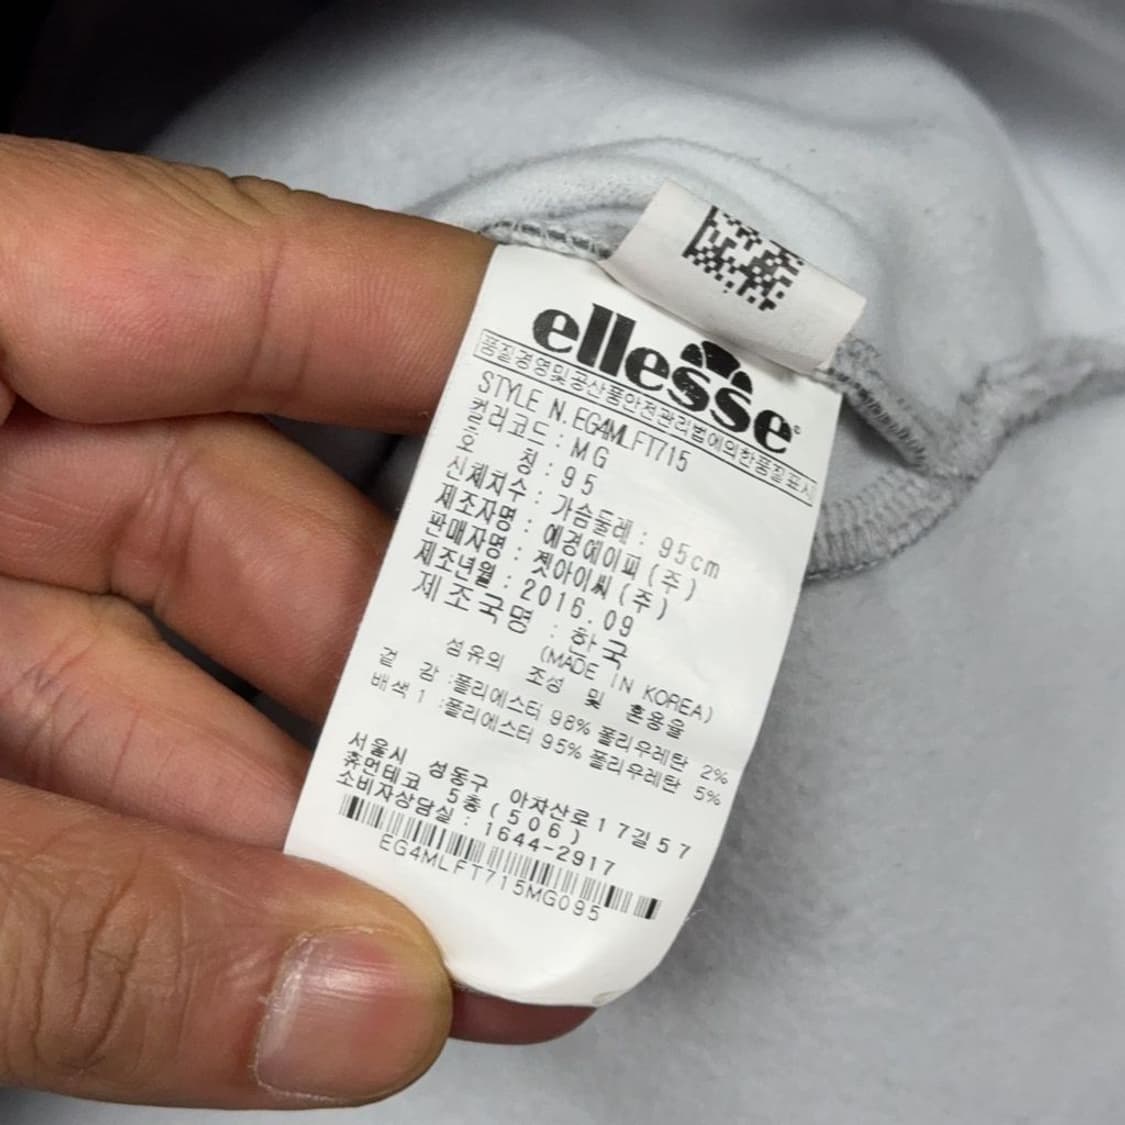 ellesse
품질경영및공산품안전관리법에의한품질표시
STYLE N. EG4MLFT715
컬러코드 : MG
호 칭 : 95
신체치수 : 가슴둘레 : 95cm
제조자명 : 예경에이피 (주)
판매자명 : 젯아이씨 (주)
제조년월 : 2016.09
제조국명 : 한국
(MADE IN KOREA)
섬유의 조성 및 혼용율
겉 감 : 폴리에스터 98% 폴리우레탄 2%
배색 1 : 폴리에스터 95% 폴리우레탄 5%
서울시 성동구 아차산로 17길 57
휴먼테코 5층 (506)
소비자상담실 : 1644-2917
EG4MLFT715MG095